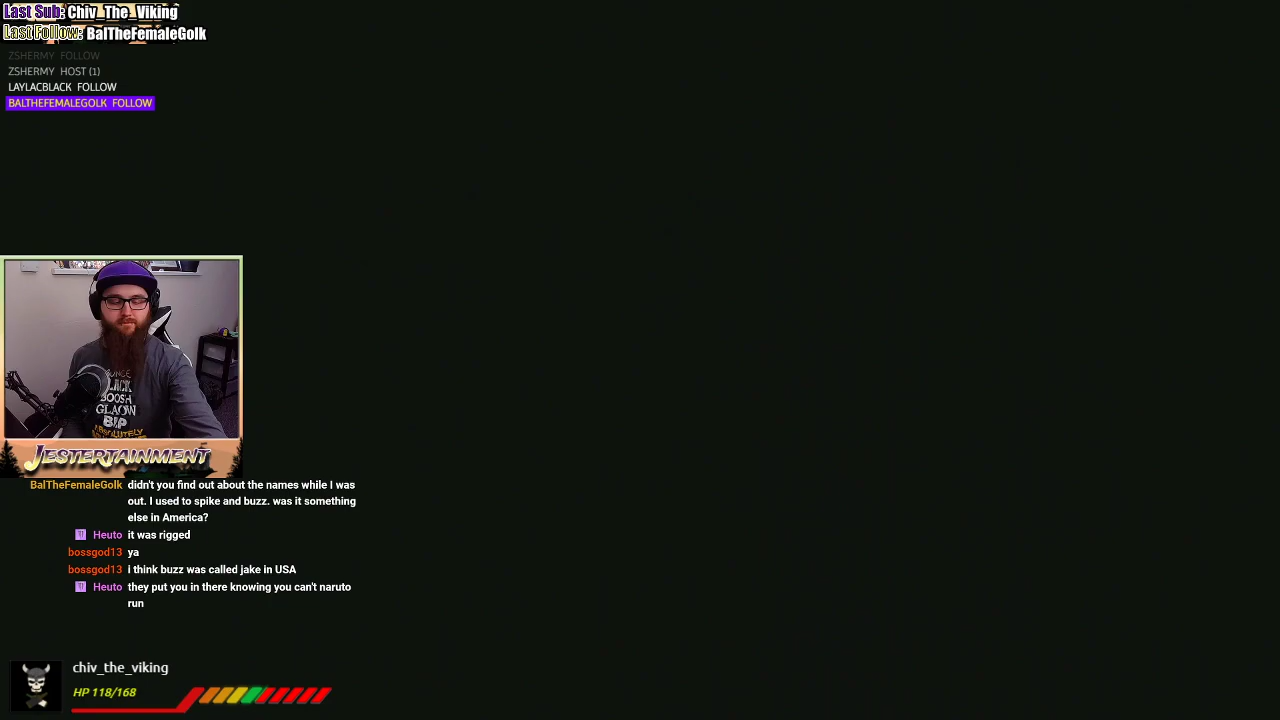 Last Sub: Chiv_The_Viking
Last Follow: BalTheFemaleGolk
ZSHERMY FOLLOW
ZSHERMY HOST (1)
LAYLACBLACK FOLLOW
BALTHEFEMALEGOLK FOLLOW
BOOSH
GLAOW
JESTERTAINMENT
BalTheFemaleGolk didn't you find out about the names while I was
out. I used to spike and buzz. was it something
else in America?
Heuto it was rigged
bossgod13 ya
bossgod13 i think buzz was called jake in USA
Heuto they put you in there knowing you can't naruto
run
chiv_the_viking
HP 118/168